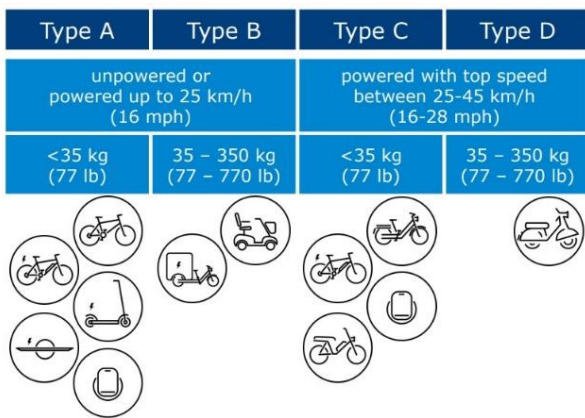 Type A
Type B
Type C
Type D
unpowered or
powered up to 25 km/h
(16 mph)
powered with top speed
between 25-45 km/h
(16-28 mph)
<35 kg
(77 lb)
35 – 350 kg
(77 – 770 lb)
<35 kg
(77 lb)
35 – 350 kg
(77 – 770 lb)